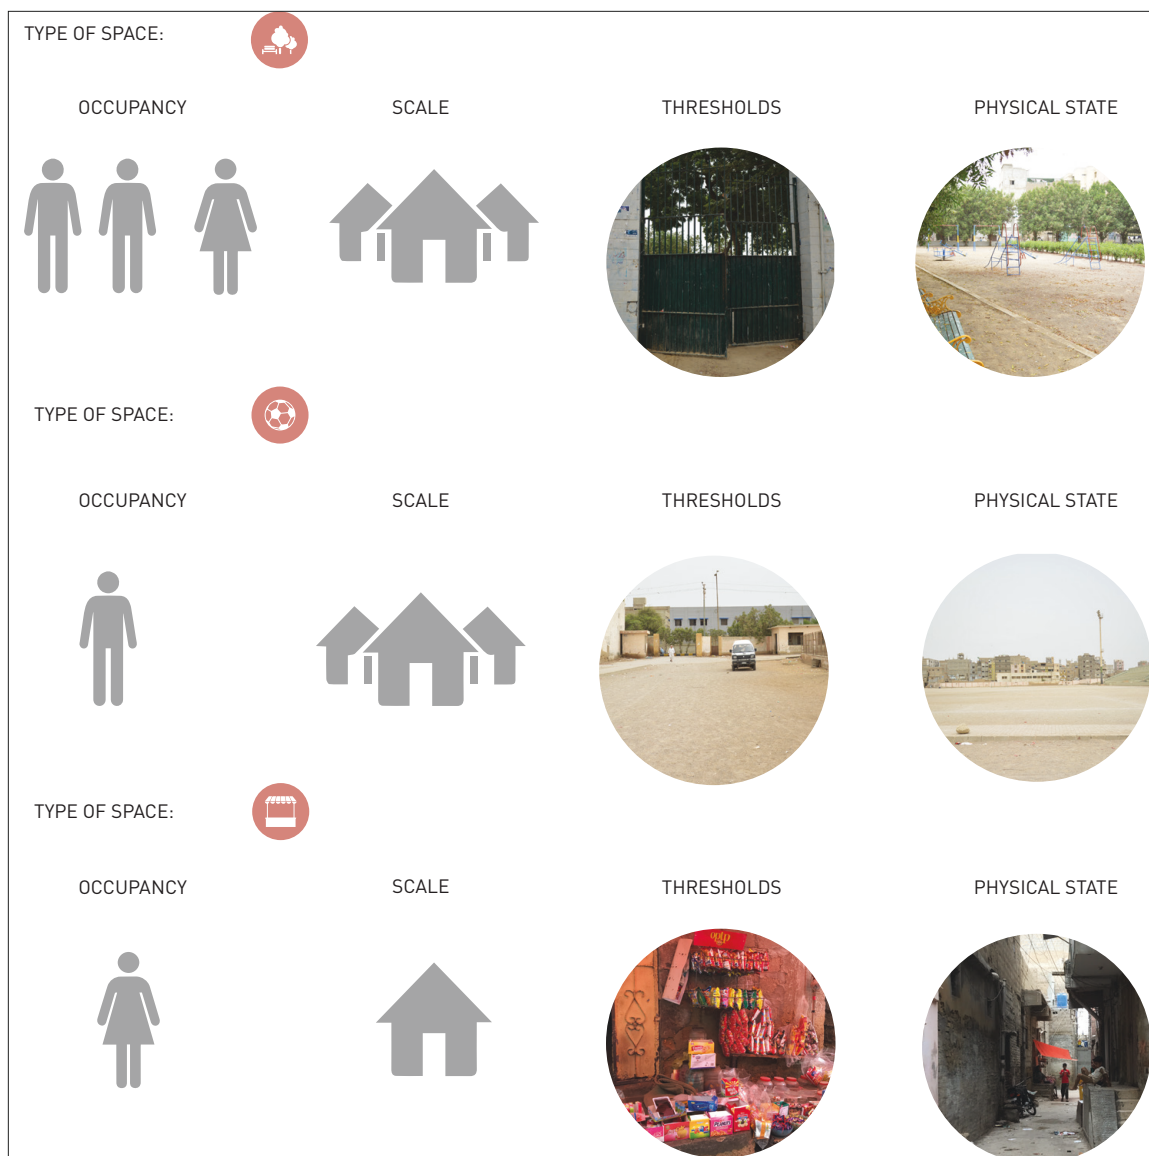 TYPE OF SPACE:
OCCUPANCY SCALE THRESHOLDS PHYSICAL STATE
TYPE OF SPACE:
OCCUPANCY SCALE THRESHOLDS PHYSICAL STATE
TYPE OF SPACE:
OCCUPANCY SCALE THRESHOLDS PHYSICAL STATE